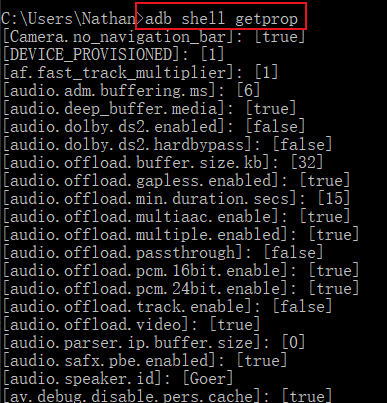 C:\Users\Nathan>adb shell getprop
[Camera.no_navigation_bar]: [true]
[DEVICE_PROVISIONED]: [1]
[af.fast_track_multiplier]: [1]
[audio.adm.buffering.ms]: [6]
[audio.deep_buffer.media]: [true]
[audio.dolby.ds2.enabled]: [false]
[audio.dolby.ds2.hardbypass]: [false]
[audio.offload.buffer.size.kb]: [32]
[audio.offload.gapless.enabled]: [true]
[audio.offload.min.duration.secs]: [15]
[audio.offload.multiaac.enable]: [true]
[audio.offload.multiple.enabled]: [true]
[audio.offload.passthrough]: [false]
[audio.offload.pcm.16bit.enable]: [true]
[audio.offload.pcm.24bit.enable]: [true]
[audio.offload.track.enable]: [false]
[audio.offload.video]: [true]
[audio.parser.ip.buffer.size]: [0]
[audio.safx.pbe.enabled]: [true]
[audio.speaker.id]: [Goer]
[av.debug.disable.pers.cache]: [true]